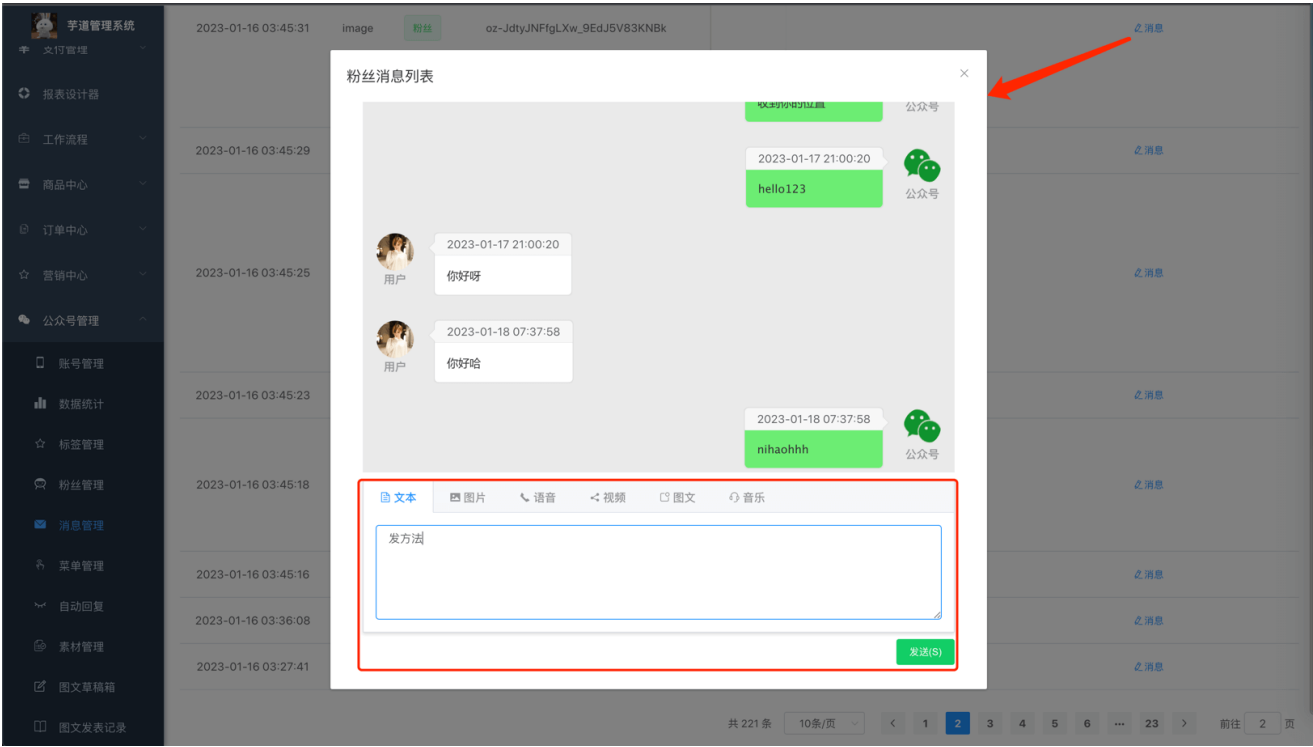 芋道管理系统
支付管理
报表设计器
工作流程
商品中心
订单中心
营销中心
公众号管理
账号管理
数据统计
标签管理
粉丝管理
消息管理
菜单管理
自动回复
素材管理
图文草稿箱
图文发表记录
2023-01-16 03:45:31 image 粉丝 oz-JdtyJNFfgLXw_9EdJ5V83KNBk 消息
2023-01-16 03:45:29 消息
2023-01-16 03:45:25 消息
2023-01-16 03:45:23 消息
2023-01-16 03:45:18 消息
2023-01-16 03:45:16 消息
2023-01-16 03:36:08 消息
2023-01-16 03:27:41 消息
粉丝消息列表
收到你的位置
公众号
2023-01-17 21:00:20
hello123
公众号
2023-01-17 21:00:20
你好呀
用户
2023-01-18 07:37:58
你好哈
用户
2023-01-18 07:37:58
nihaohhh
公众号
文本 图片 语音 视频 图文 音乐
发方法
发送(S)
共 221 条 10条/页 1 2 3 4 5 6 ... 23 前往 2 页